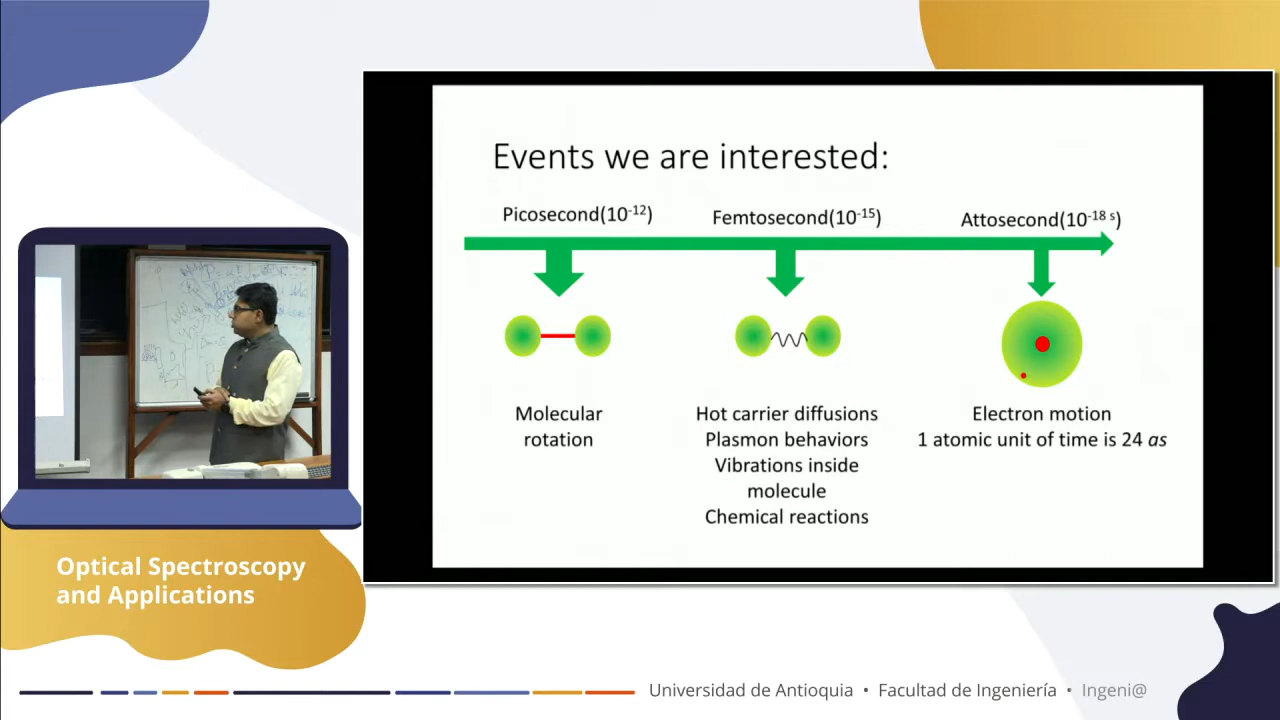 Events we are interested:
Picosecond(10⁻¹²)
Femtosecond(10⁻¹⁵)
Attosecond(10⁻¹⁸ ˢ)
Molecular
rotation
Hot carrier diffusions
Plasmon behaviors
Vibrations inside
molecule
Chemical reactions
Electron motion
1 atomic unit of time is 24 as
Optical Spectroscopy
and Applications
Universidad de Antioquia • Facultad de Ingeniería • Ingeni@